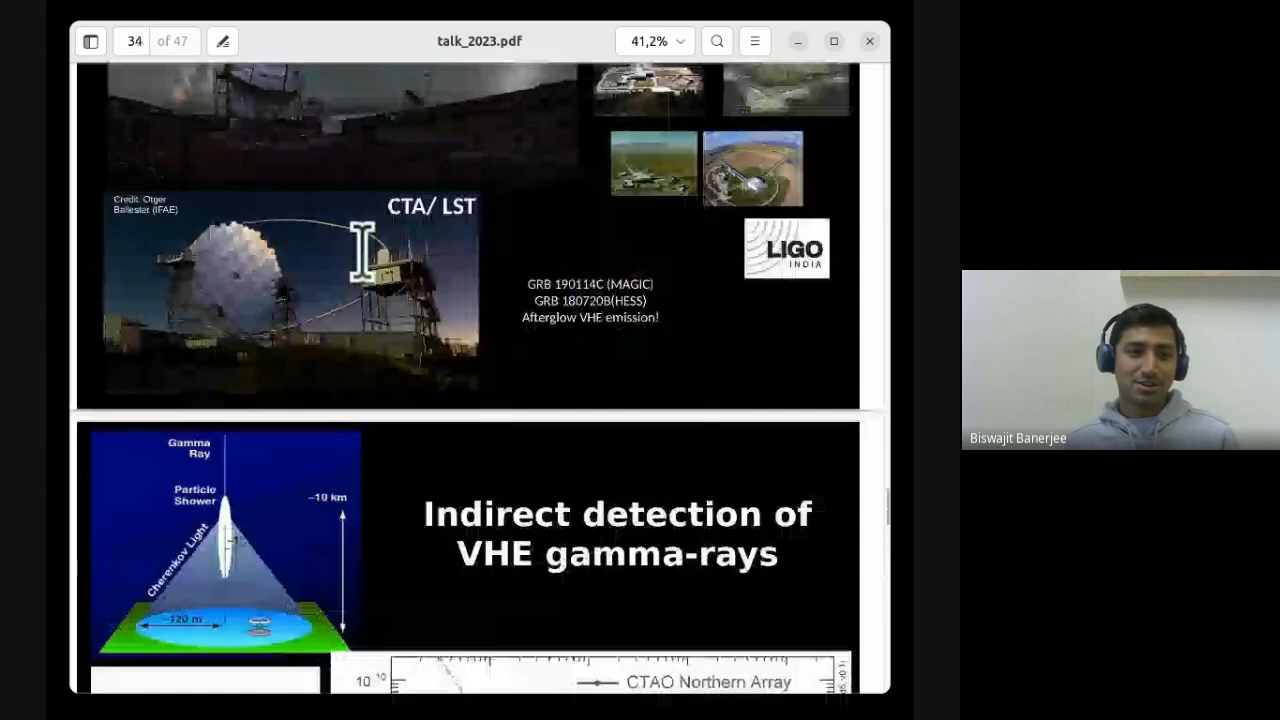 34
of 47
talk_2023.pdf
41,2%
Credit: Otger
Ballester (IFAE)
CTA/ LST
GRB 190114C (MAGIC)
GRB 180720B(HESS)
Afterglow VHE emission!
LIGO
INDIA
Gamma
Ray
Particle
Shower
~10 km
Cherenkov Light
~120 m
Indirect detection of
VHE gamma-rays
10⁻¹⁰
CTAO Northern Array
Biswajit Banerjee